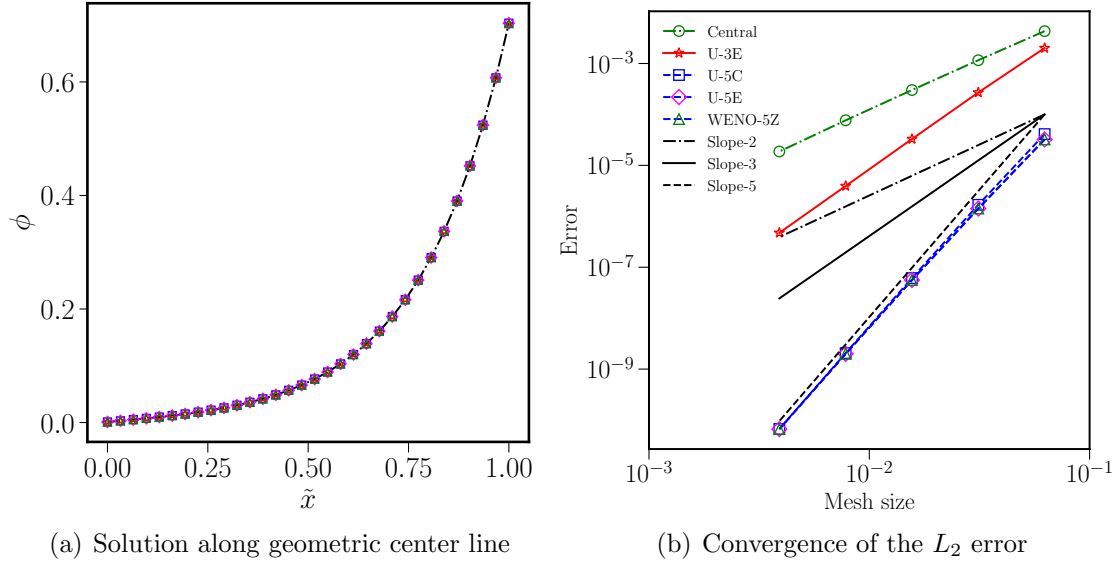 0.6
0.4
0.2
0.0
ϕ
0.00 0.25 0.50 0.75 1.00
x̃
(a) Solution along geometric center line
Central
U-3E
U-5C
U-5E
WENO-5Z
Slope-2
Slope-3
Slope-5
10⁻³
10⁻⁵
10⁻⁷
10⁻⁹
Error
10⁻³ 10⁻² 10⁻¹
Mesh size
(b) Convergence of the L₂ error